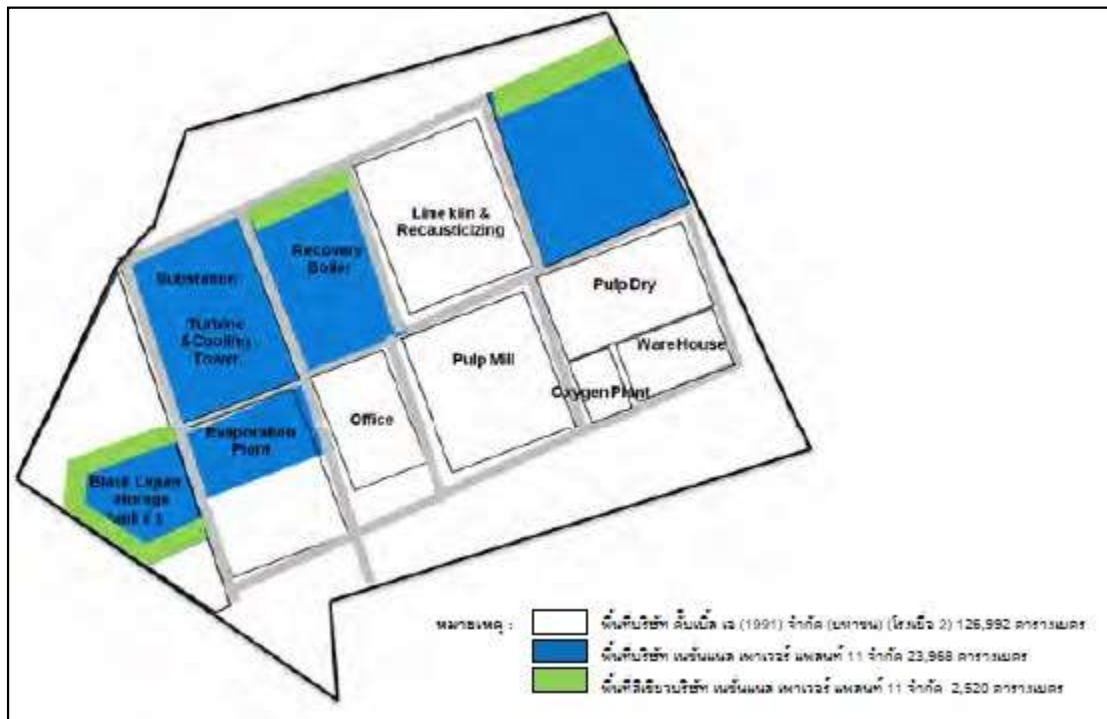 Lime kiln &
Recausticizing
Recovery
Boiler
Substation
Turbine
& Cooling
Tower
Pulp Dry
WareHouse
Pulp Mill
Oxygen Plant
Office
Evaporation
Plant
Black Liquor
Storage
หมายเหตุ :
พื้นที่บริษัท ดั๊บเบิ้ล เอ (1991) จำกัด (มหาชน) (โรงเยื่อ 2) 126,992 ตารางเมตร
พื้นที่บริษัท เนชั่นแนล เพาเวอร์ แพลนท์ 11 จำกัด 23,968 ตารางเมตร
พื้นที่สีเขียวบริษัท เนชั่นแนล เพาเวอร์ แพลนท์ 11 จำกัด 2,520 ตารางเมตร